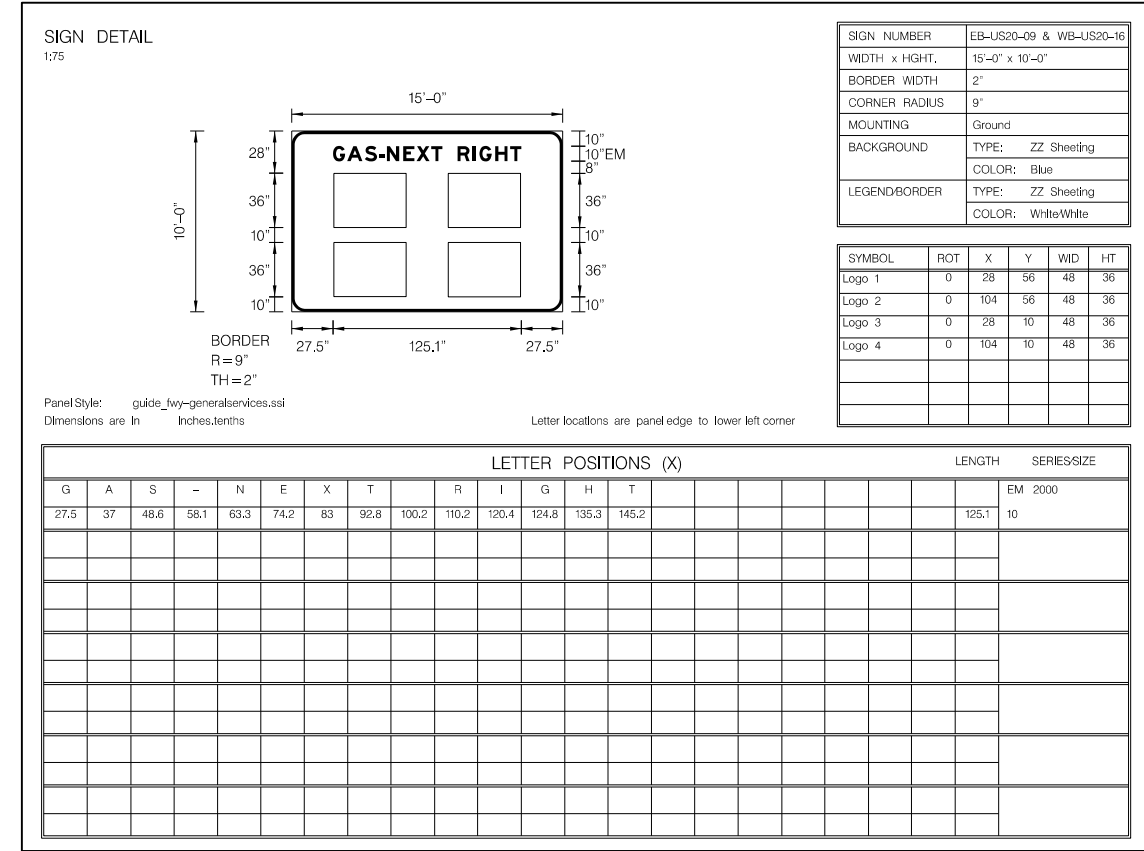 SIGN DETAIL
1:75
SIGN NUMBER EB–US20–09 & WB–US20–16
WIDTH x HGHT. 15'–0" x 10'–0"
BORDER WIDTH 2"
CORNER RADIUS 9"
MOUNTING Ground
BACKGROUND TYPE: ZZ Sheeting
COLOR: Blue
LEGEND/BORDER TYPE: ZZ Sheeting
COLOR: White/White
15'–0"
10'–0"
28"
36"
10"
36"
10"
GAS-NEXT RIGHT
10"
10"EM
8"
36"
10"
36"
10"
27.5" 125.1" 27.5"
BORDER
R=9"
TH=2"
SYMBOL ROT X Y WID HT
Logo 1 0 28 56 48 36
Logo 2 0 104 56 48 36
Logo 3 0 28 10 48 36
Logo 4 0 104 10 48 36
Panel Style: guide_fwy–generalservices.ssi
Dimensions are in inches.tenths
Letter locations are panel edge to lower left corner
LETTER POSITIONS (X) LENGTH SERIES/SIZE
G A S – N E X T R I G H T EM 2000
27.5 37 48.6 58.1 63.3 74.2 83 92.8 100.2 110.2 120.4 124.8 135.3 145.2 125.1 10